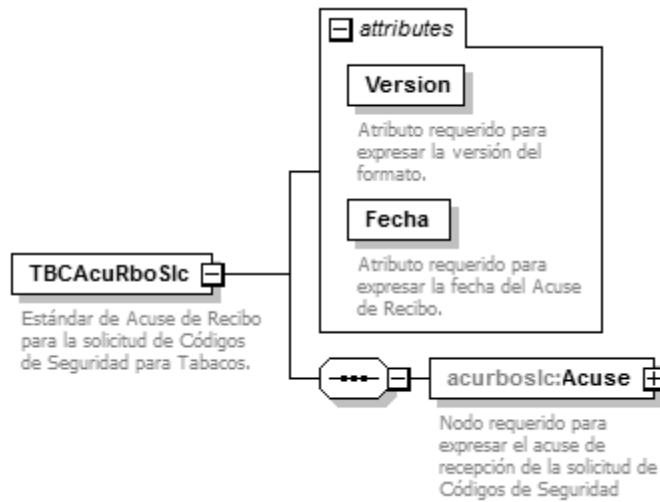 attributes
Version
Atributo requerido para
expresar la versión del
formato.
Fecha
Atributo requerido para
expresar la fecha del Acuse
de Recibo.
TBCAcuRboSlc
Estándar de Acuse de Recibo
para la solicitud de Códigos
de Seguridad para Tabacos.
acurboslc:Acuse
Nodo requerido para
expresar el acuse de
recepción de la solicitud de
Códigos de Seguridad